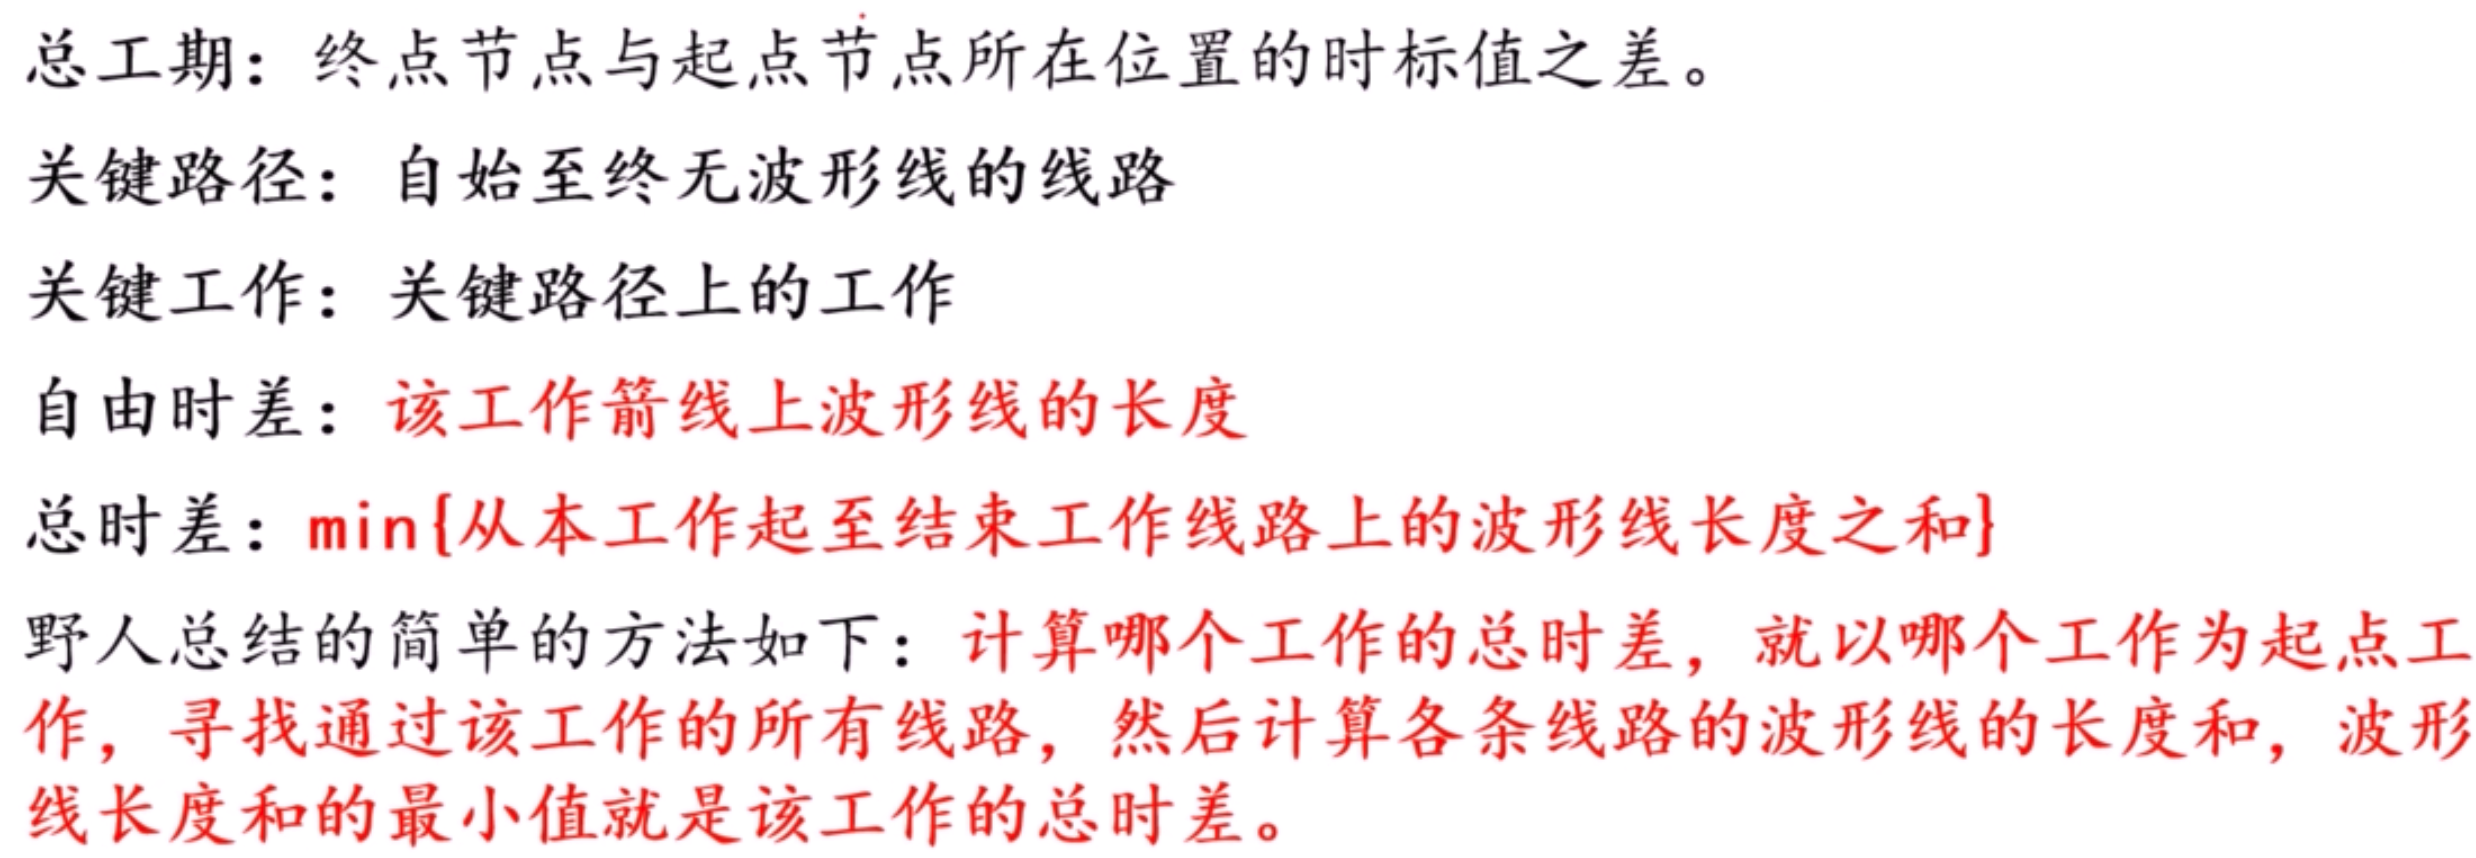 总工期：终点节点与起点节点所在位置的时标值之差。
关键路径：自始至终无波形线的线路
关键工作：关键路径上的工作
自由时差：该工作箭线上波形线的长度
总时差：min{从本工作起至结束工作线路上的波形线长度之和}
野人总结的简单的方法如下：计算哪个工作的总时差，就以哪个工作为起点工
作，寻找通过该工作的所有线路，然后计算各条线路的波形线的长度和，波形
线长度和的最小值就是该工作的总时差。